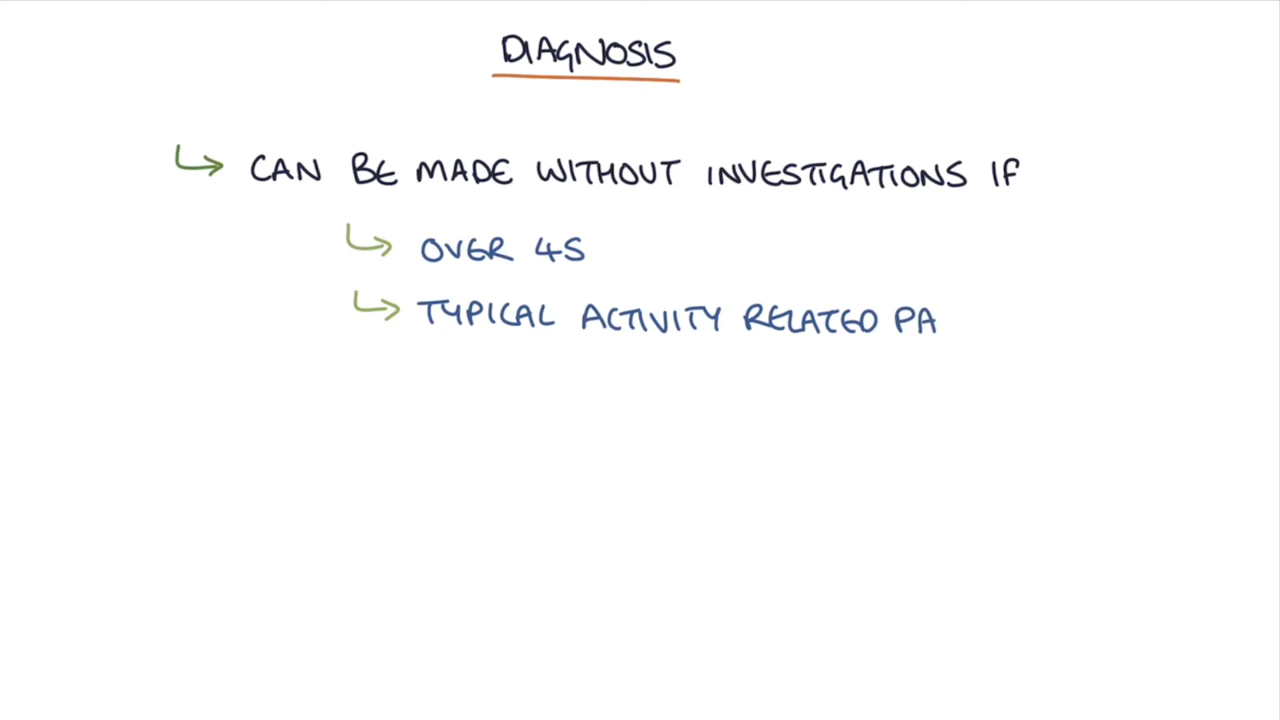 DIAGNOSIS
CAN BE MADE WITHOUT INVESTIGATIONS IF
OVER 45
TYPICAL ACTIVITY RELATED PA